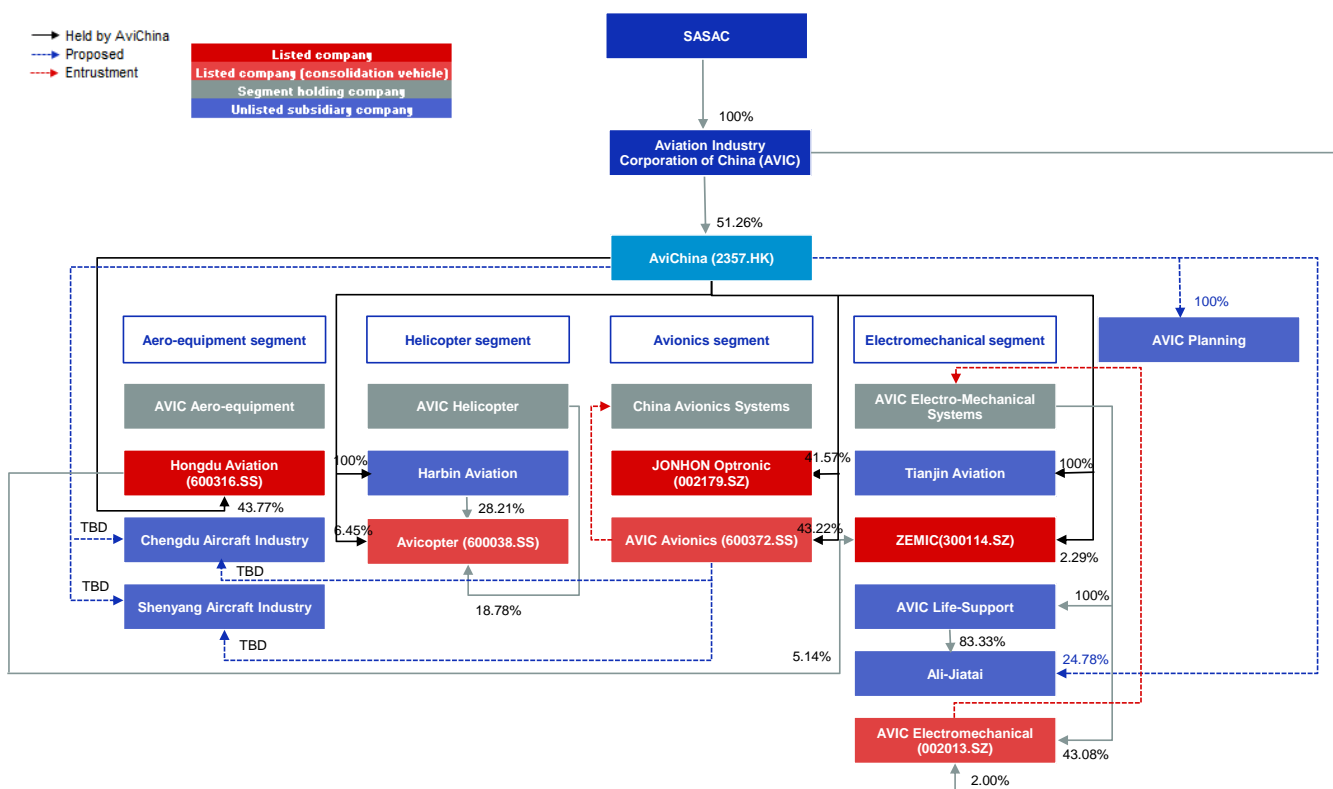 SASAC
Held by AviChina
Proposed
Entrustment
Listed company
Listed company (consolidation vehicle)
Segment holding company
Unlisted subsidiary company
100%
Aviation Industry
Corporation of China (AVIC)
51.26%
AviChina (2357.HK)
100%
Aero-equipment segment
Helicopter segment
Avionics segment
Electromechanical segment
AVIC Planning
AVIC Aero-equipment
AVIC Helicopter
China Avionics Systems
AVIC Electro-Mechanical
Systems
Hongdu Aviation
(600316.SS)
43.77%
100%
Harbin Aviation
28.21%
JONHON Optronic
(002179.SZ)
41.57%
Tianjin Aviation
100%
TBD
Chengdu Aircraft Industry
TBD
6.45%
Avicopter (600038.SS)
18.78%
AVIC Avionics (600372.SS)
43.22%
ZEMIC(300114.SZ)
2.29%
TBD
Shenyang Aircraft Industry
TBD
AVIC Life-Support
100%
83.33%
5.14%
Ali-Jiatai
24.78%
AVIC Electromechanical
(002013.SZ)
43.08%
2.00%